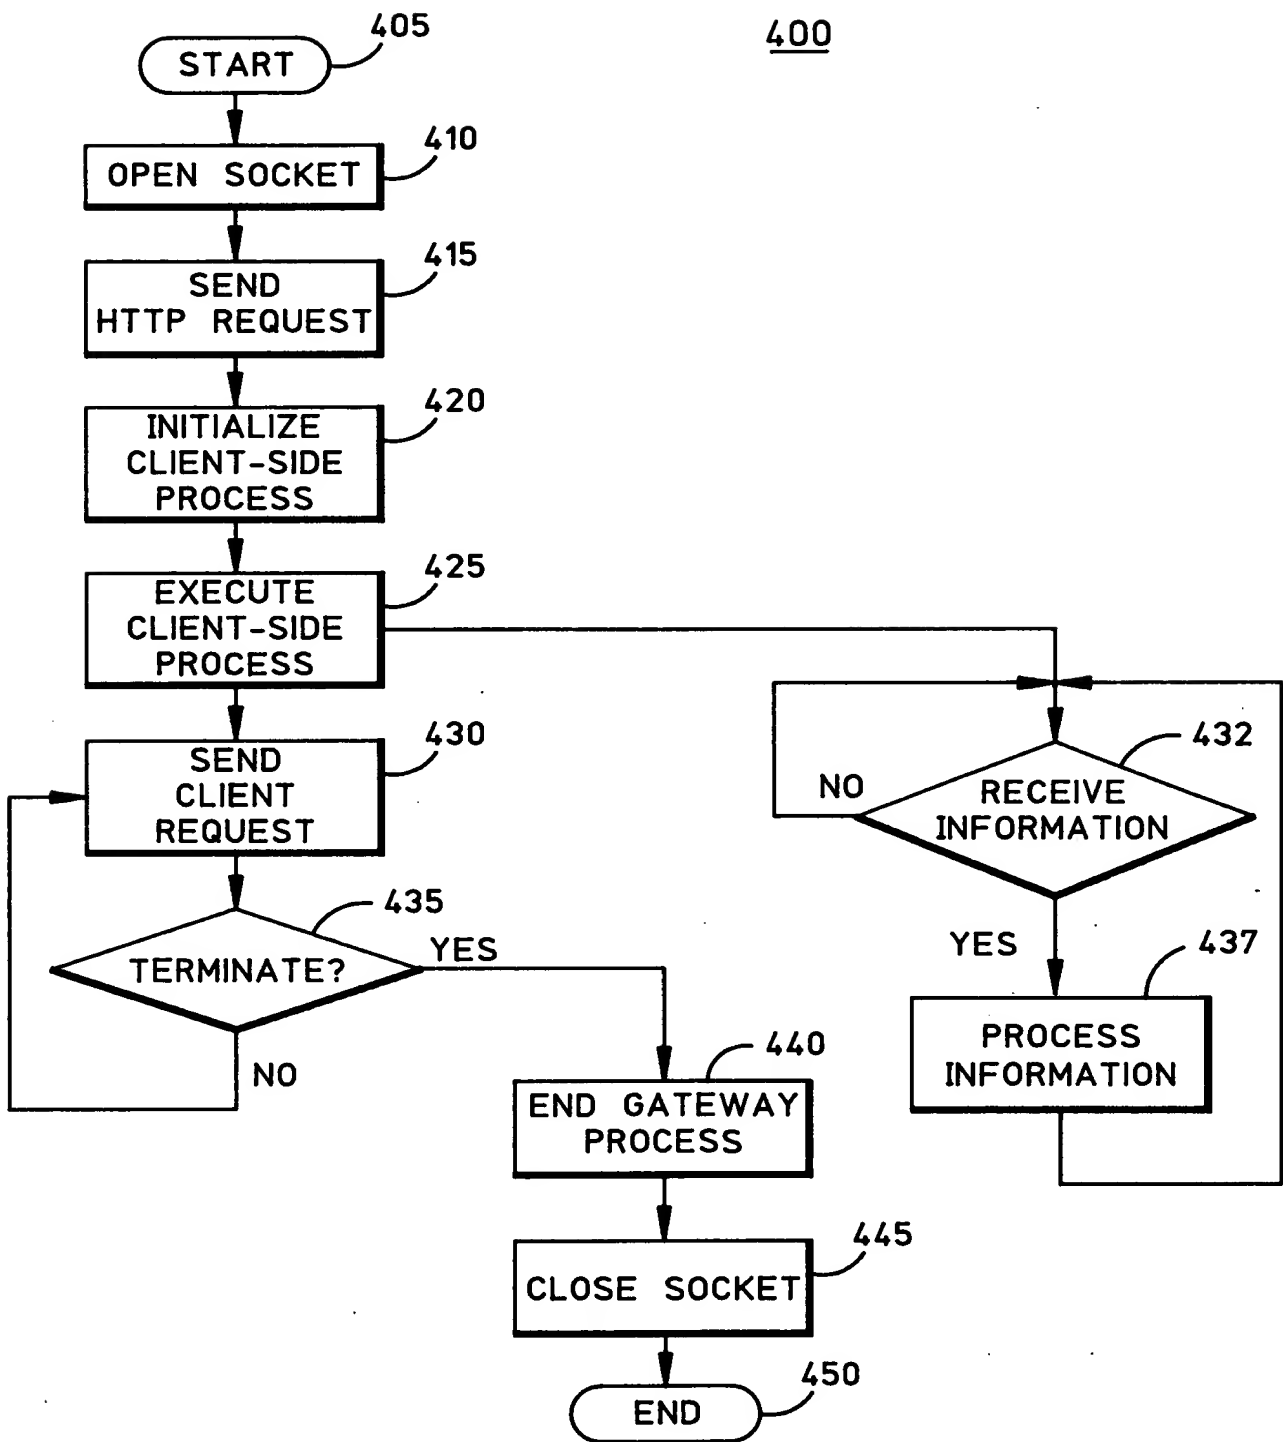 400
405
START
410
OPEN SOCKET
415
SEND
HTTP REQUEST
420
INITIALIZE
CLIENT-SIDE
PROCESS
425
EXECUTE
CLIENT-SIDE
PROCESS
430
SEND
CLIENT
REQUEST
432
NO
RECEIVE
INFORMATION
435
TERMINATE?
YES
NO
YES
437
PROCESS
INFORMATION
440
END GATEWAY
PROCESS
445
CLOSE SOCKET
450
END